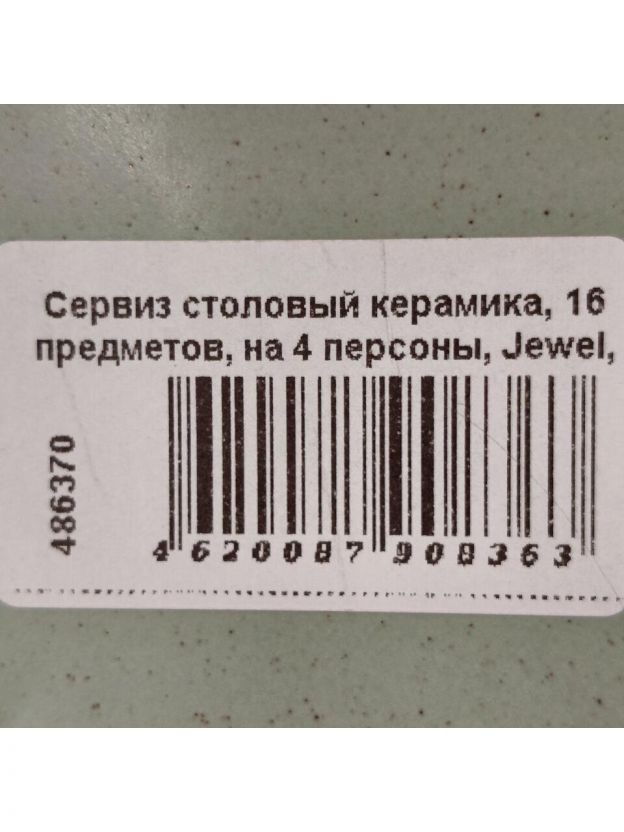 Сервиз столовый керамика, 16
предметов, на 4 персоны, Jewel,
486370
4 620087 908363